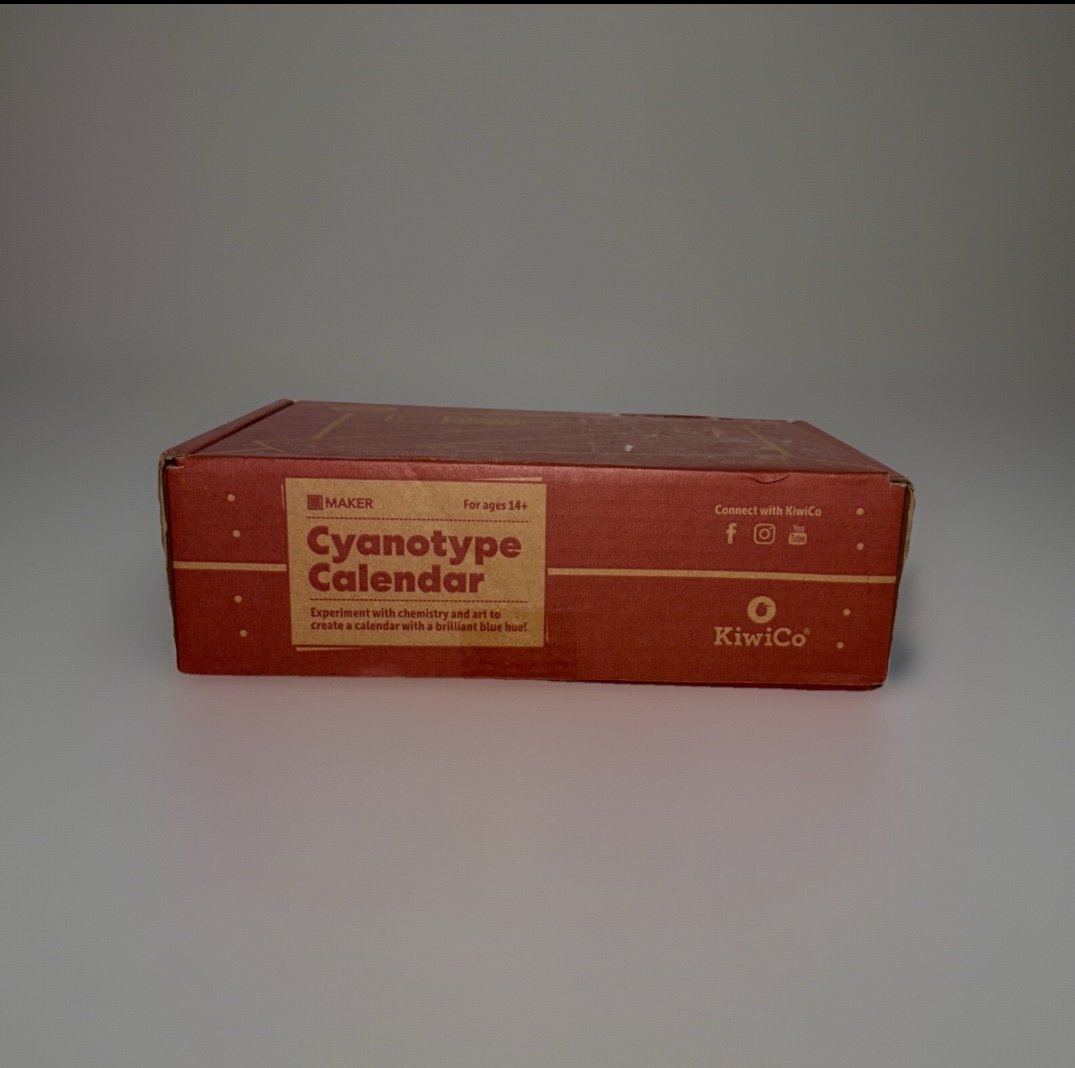 MAKER
For ages 14+
Cyanotype
Calendar
Experiment with chemistry and art to
create a calendar with a brilliant blue hue!
Connect with KiwiCo
f
You
Tube
KiwiCo®